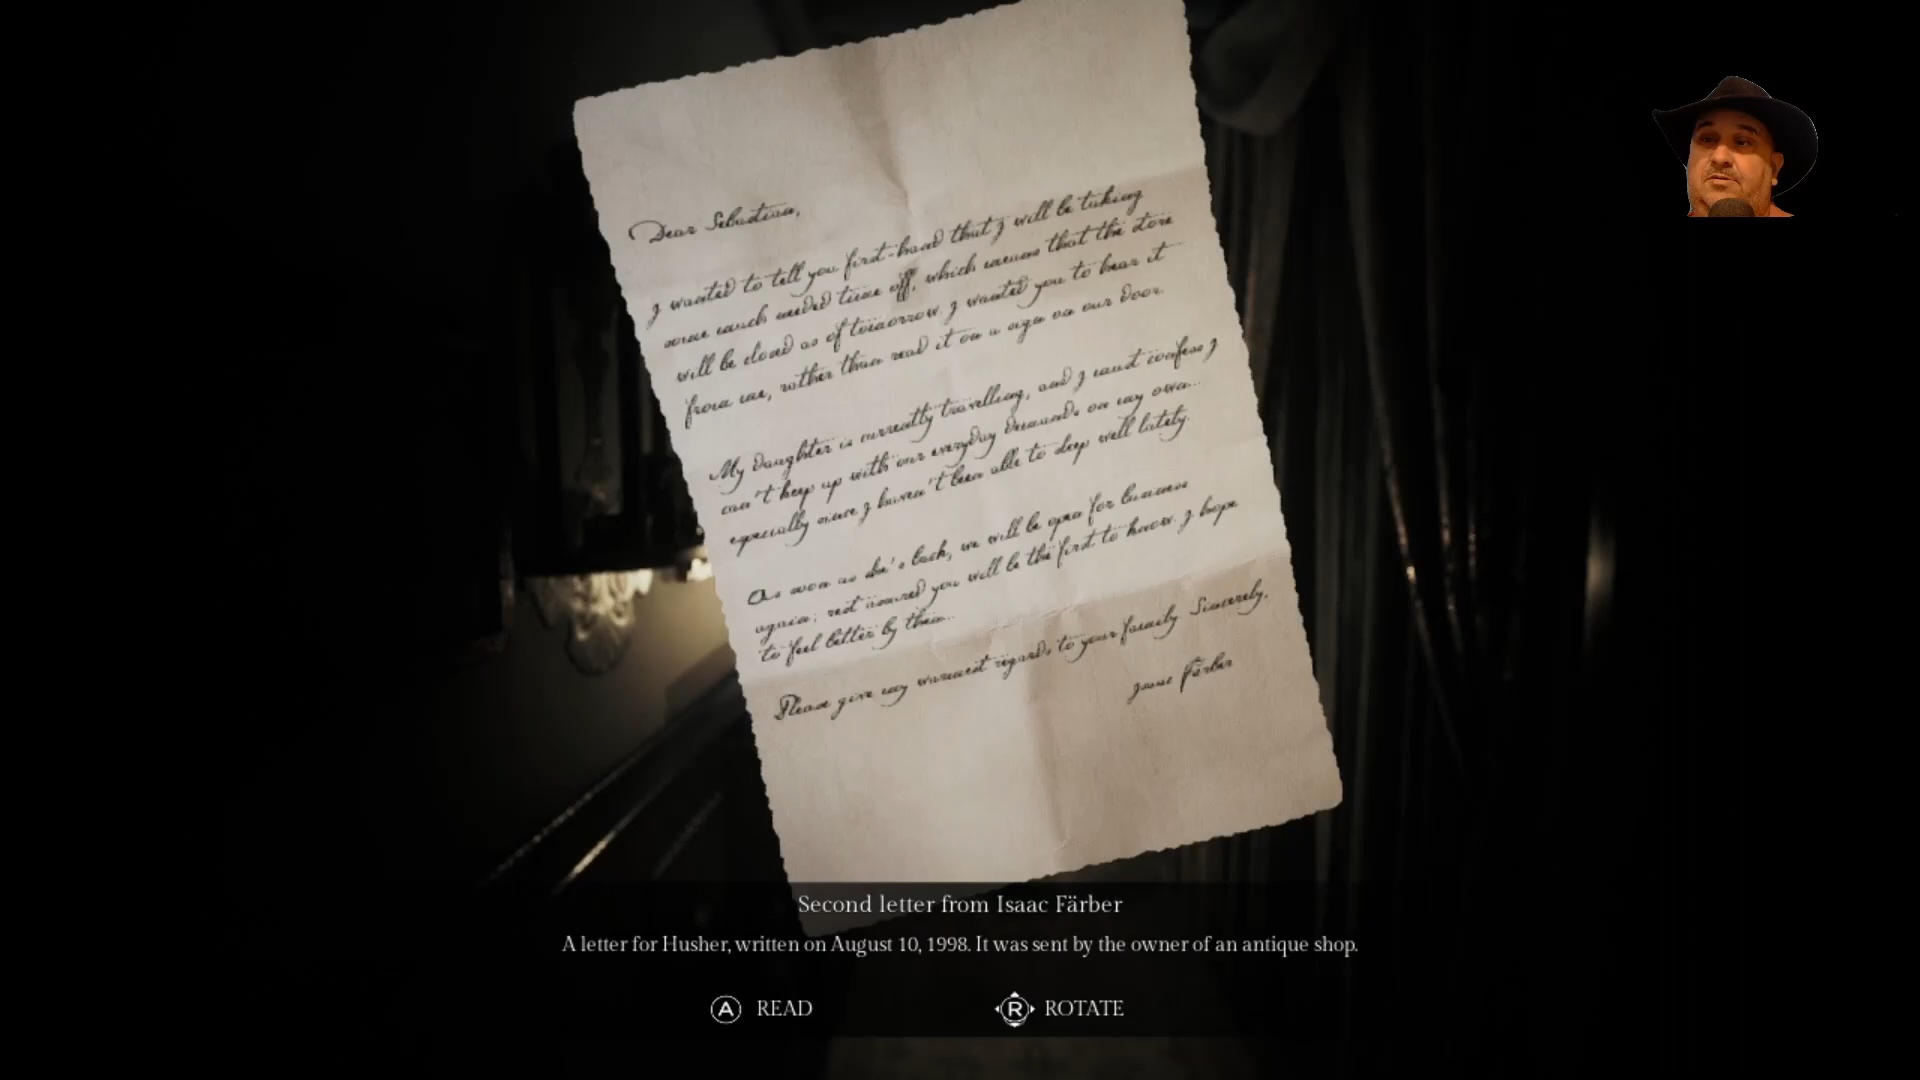 Dear Sebastian,
I wanted to tell you first-hand that I will be taking
some much needed time off, which means that the store
will be closed as of tomorrow. I wanted you to hear it
from me, rather than read it on a sign on our door.
My daughter is currently travelling, and I must confess I
can't keep up with our everyday demands on my own...
especially since I haven't been able to sleep well lately.
As soon as she's back, we will be open for business
again; rest assured you will be the first to know. I hope
to feel better by then...
Please give my warmest regards to your family. Sincerely,
Isaac Färber
Second letter from Isaac Färber
A letter for Husher, written on August 10, 1998. It was sent by the owner of an antique shop.
A READ
R ROTATE